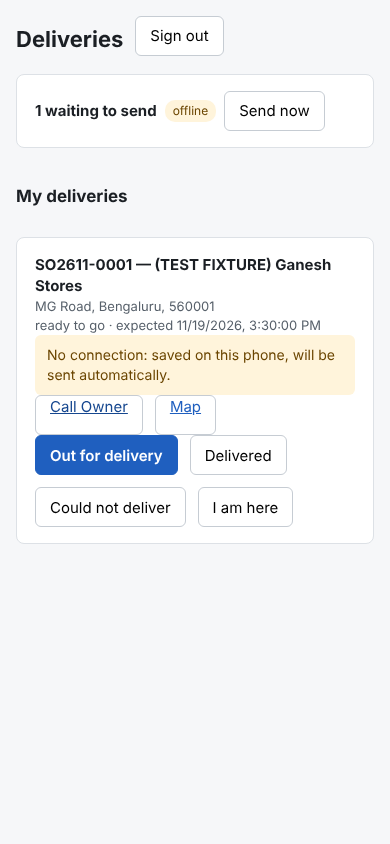 Deliveries
Sign out
1 waiting to send offline Send now
My deliveries
SO2611-0001 — (TEST FIXTURE) Ganesh
Stores
MG Road, Bengaluru, 560001
ready to go · expected 11/19/2026, 3:30:00 PM
No connection: saved on this phone, will be
sent automatically.
Call Owner Map
Out for delivery Delivered
Could not deliver I am here